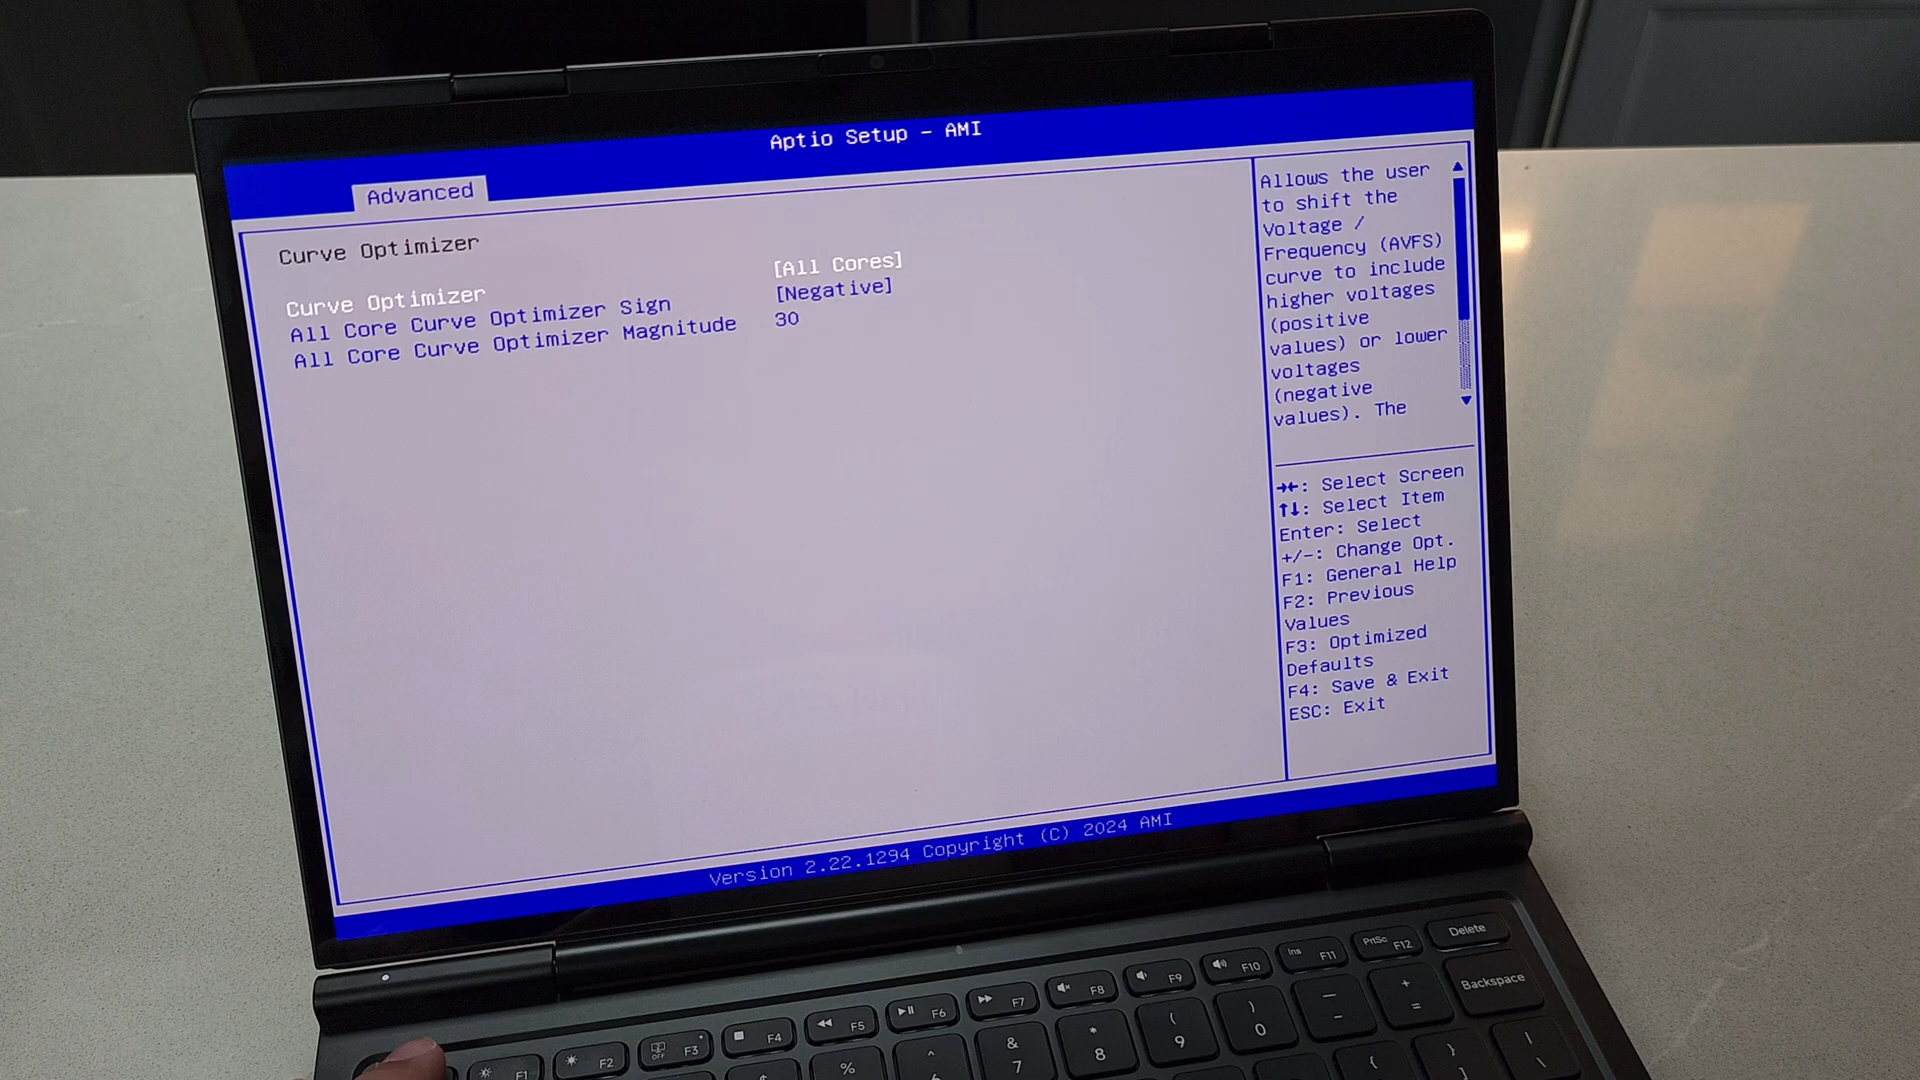 Aptio Setup - AMI
Advanced
Curve Optimizer
Curve Optimizer [All Cores]
All Core Curve Optimizer Sign [Negative]
All Core Curve Optimizer Magnitude 30
Allows the user
to shift the
Voltage /
Frequency (AVFS)
curve to include
higher voltages
(positive
values) or lower
voltages
(negative
values). The
→←: Select Screen
↑↓: Select Item
Enter: Select
+/-: Change Opt.
F1: General Help
F2: Previous
Values
F3: Optimized
Defaults
F4: Save & Exit
ESC: Exit
Version 2.22.1294 Copyright (C) 2024 AMI
F1 F2 OFF F3 F4 F5 F6 F7 F8 F9 F10 Ins F11 PrtSc F12 Delete
% ^ & 7 * 8 ( 9 ) 0 — - + = Backspace
{ } ] | \